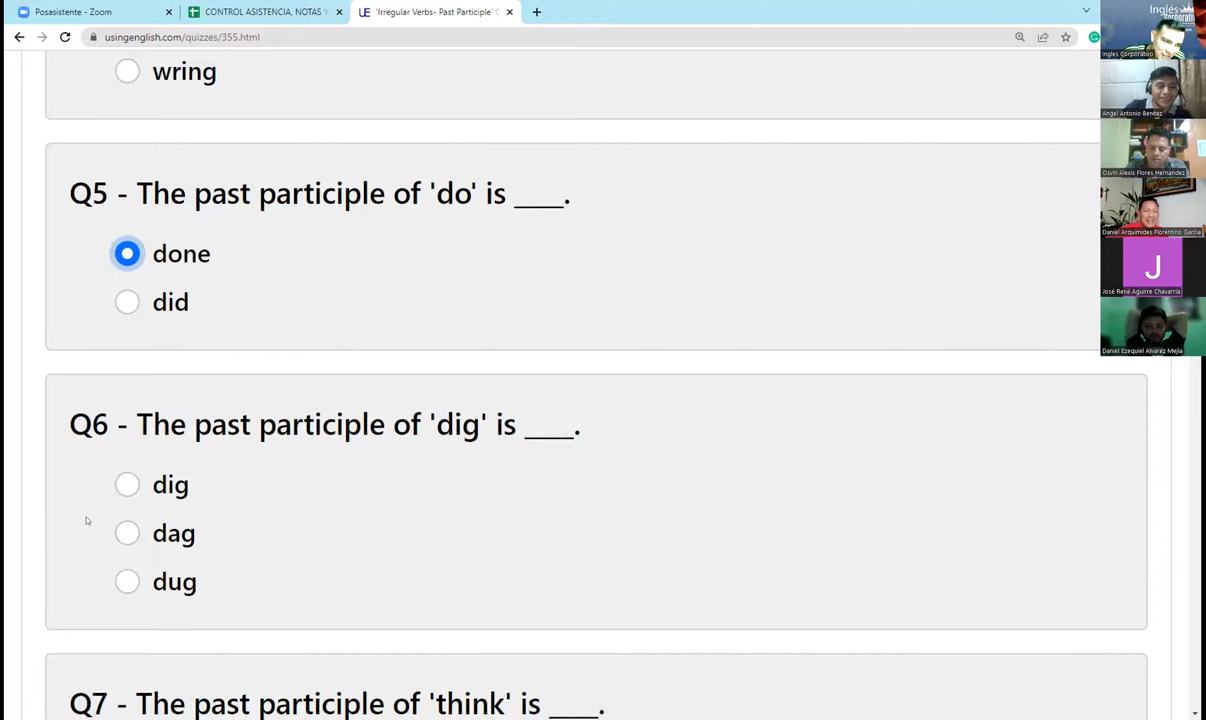 Posasistente - Zoom
CONTROL ASISTENCIA, NOTAS Y
'Irregular Verbs- Past Participle'
usingenglish.com/quizzes/355.html
Inglés
Corporativo
Ingles Corporativo
Angel Antonio Benitez
Osvin Alexis Flores Hernandez
Daniel Arquimides Florentino Garcia
J
José René Aguirre Chavarría
Daniel Ezequiel Alvarez Mejia
wring
Q5 - The past participle of 'do' is ____.
done
did
Q6 - The past participle of 'dig' is ____.
dig
dag
dug
Q7 - The past participle of 'think' is ____.